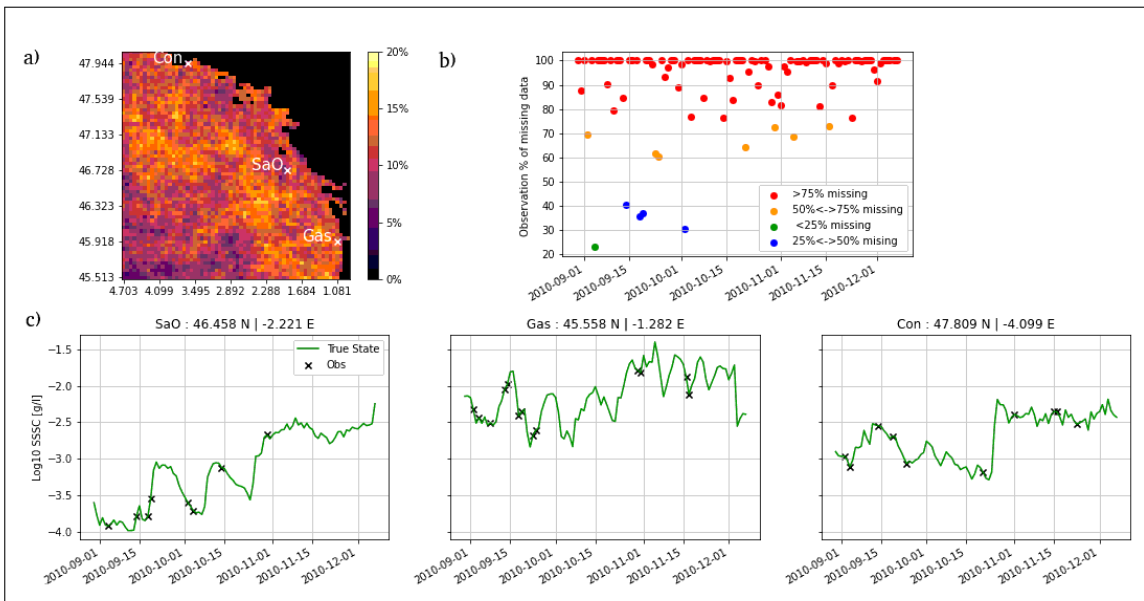 a)
Con
SaO
Gas
47.944
47.539
47.133
46.728
46.323
45.918
45.513
4.703 4.099 3.495 2.892 2.288 1.684 1.081
20%
15%
10%
5%
0%
b)
Observation % of missing data
100
90
80
70
60
50
40
30
20
>75% missing
50%<->75% missing
<25% missing
25%<->50% mising
2010-09-01 2010-09-15 2010-10-01 2010-10-15 2010-11-01 2010-11-15 2010-12-01
c)
SaO : 46.458 N | -2.221 E
Log10 SSSC [g/l]
−1.5
−2.0
−2.5
−3.0
−3.5
−4.0
True State
Obs
2010-09-01 2010-09-15 2010-10-01 2010-10-15 2010-11-01 2010-11-15 2010-12-01
Gas : 45.558 N | -1.282 E
2010-09-01 2010-09-15 2010-10-01 2010-10-15 2010-11-01 2010-11-15 2010-12-01
Con : 47.809 N | -4.099 E
2010-09-01 2010-09-15 2010-10-01 2010-10-15 2010-11-01 2010-11-15 2010-12-01